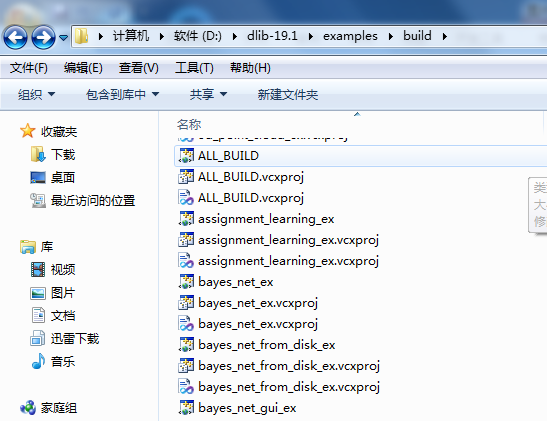 计算机 软件 (D:) dlib-19.1 examples build
文件(F) 编辑(E) 查看(V) 工具(T) 帮助(H)
组织 包含到库中 共享 新建文件夹
收藏夹
下载
桌面
最近访问的位置
库
视频
图片
文档
迅雷下载
音乐
家庭组
名称
ALL_BUILD
ALL_BUILD.vcxproj
ALL_BUILD.vcxproj
assignment_learning_ex
assignment_learning_ex.vcxproj
assignment_learning_ex.vcxproj
bayes_net_ex
bayes_net_ex.vcxproj
bayes_net_ex.vcxproj
bayes_net_from_disk_ex
bayes_net_from_disk_ex.vcxproj
bayes_net_from_disk_ex.vcxproj
bayes_net_gui_ex
类
大
修